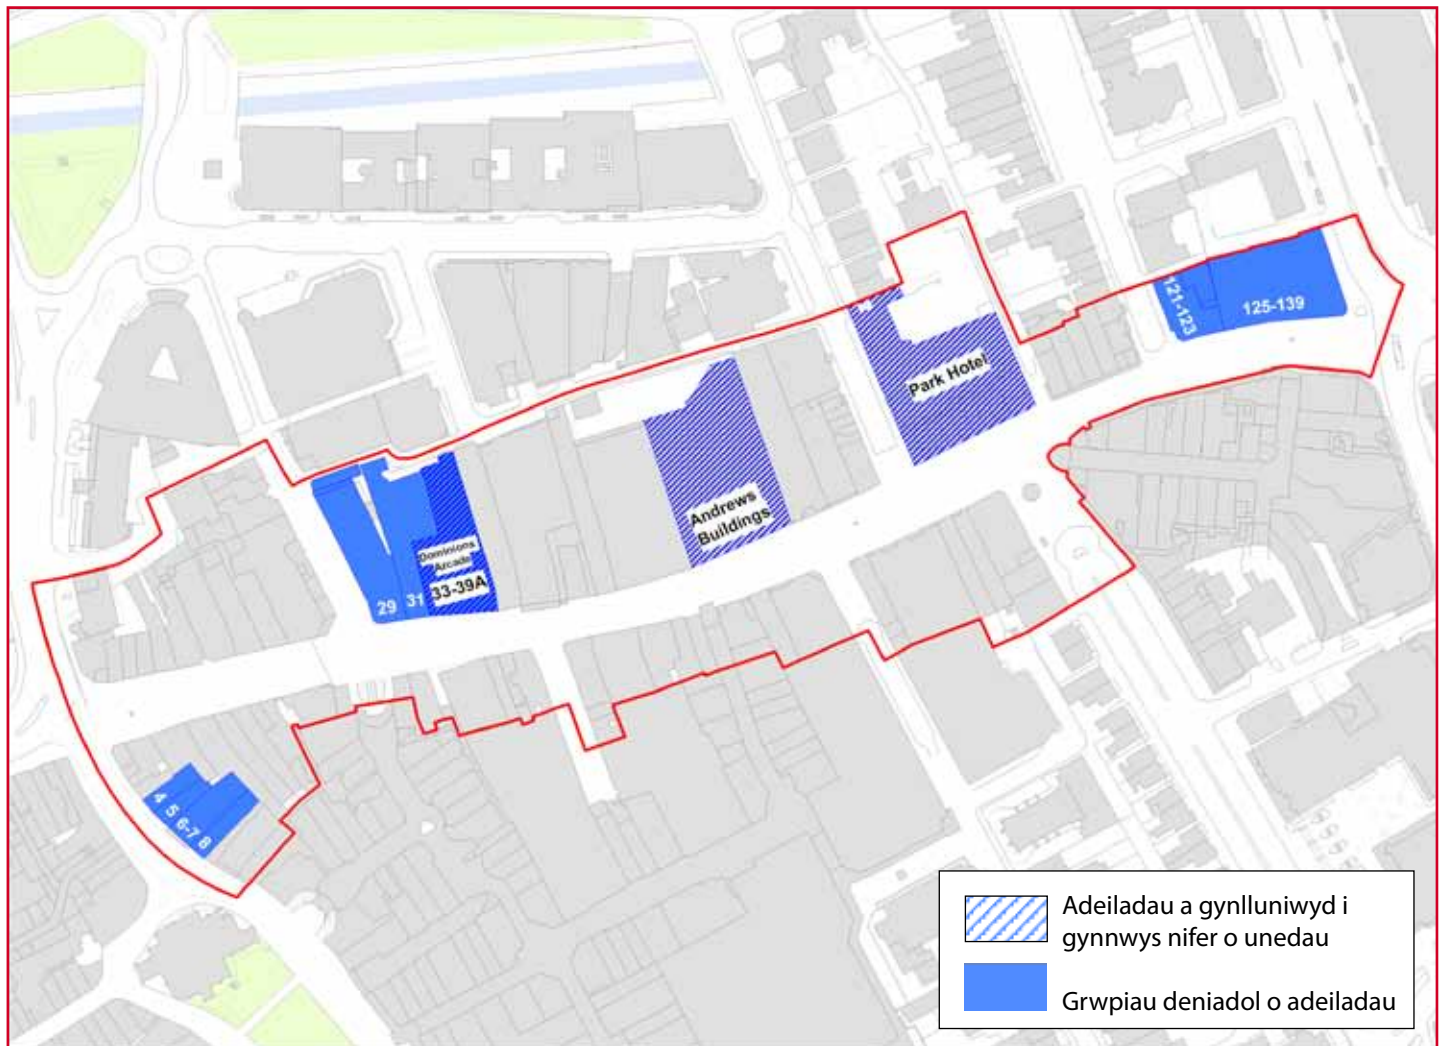 121-123
125-139
Park Hotel
Andrews
Buildings
Dominions
Arcade
29
31
33-39A
4
5
6-7
8
Adeiladau a gynlluniwyd i
gynnwys nifer o unedau
Grwpiau deniadol o adeiladau